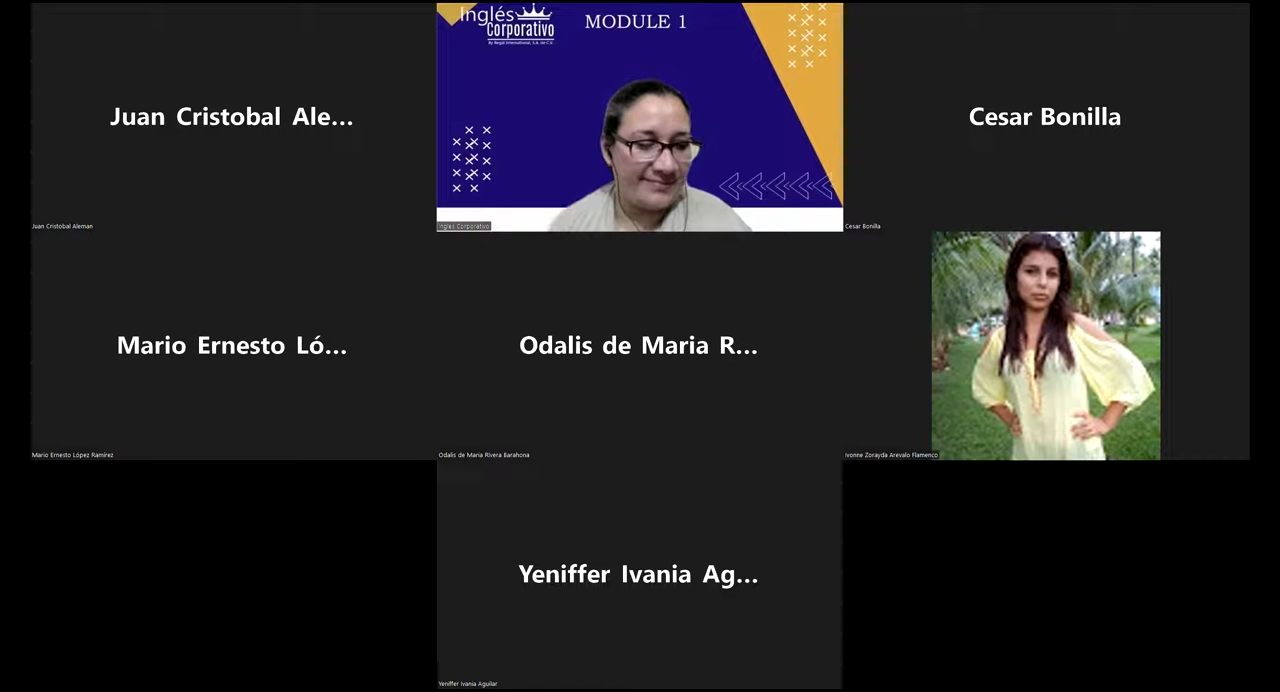 Juan Cristobal Ale...
Juan Cristobal Aleman
Inglés
Corporativo
By Regal International, S.A. de C.V.
MODULE 1
Inglés Corporativo
Cesar Bonilla
Cesar Bonilla
Mario Ernesto Ló...
Mario Ernesto López Ramírez
Odalis de Maria R...
Odalis de Maria Rivera Barahona
Ivonne Zorayda Arevalo Flamenco
Yeniffer Ivania Ag...
Yeniffer Ivania Aguilar